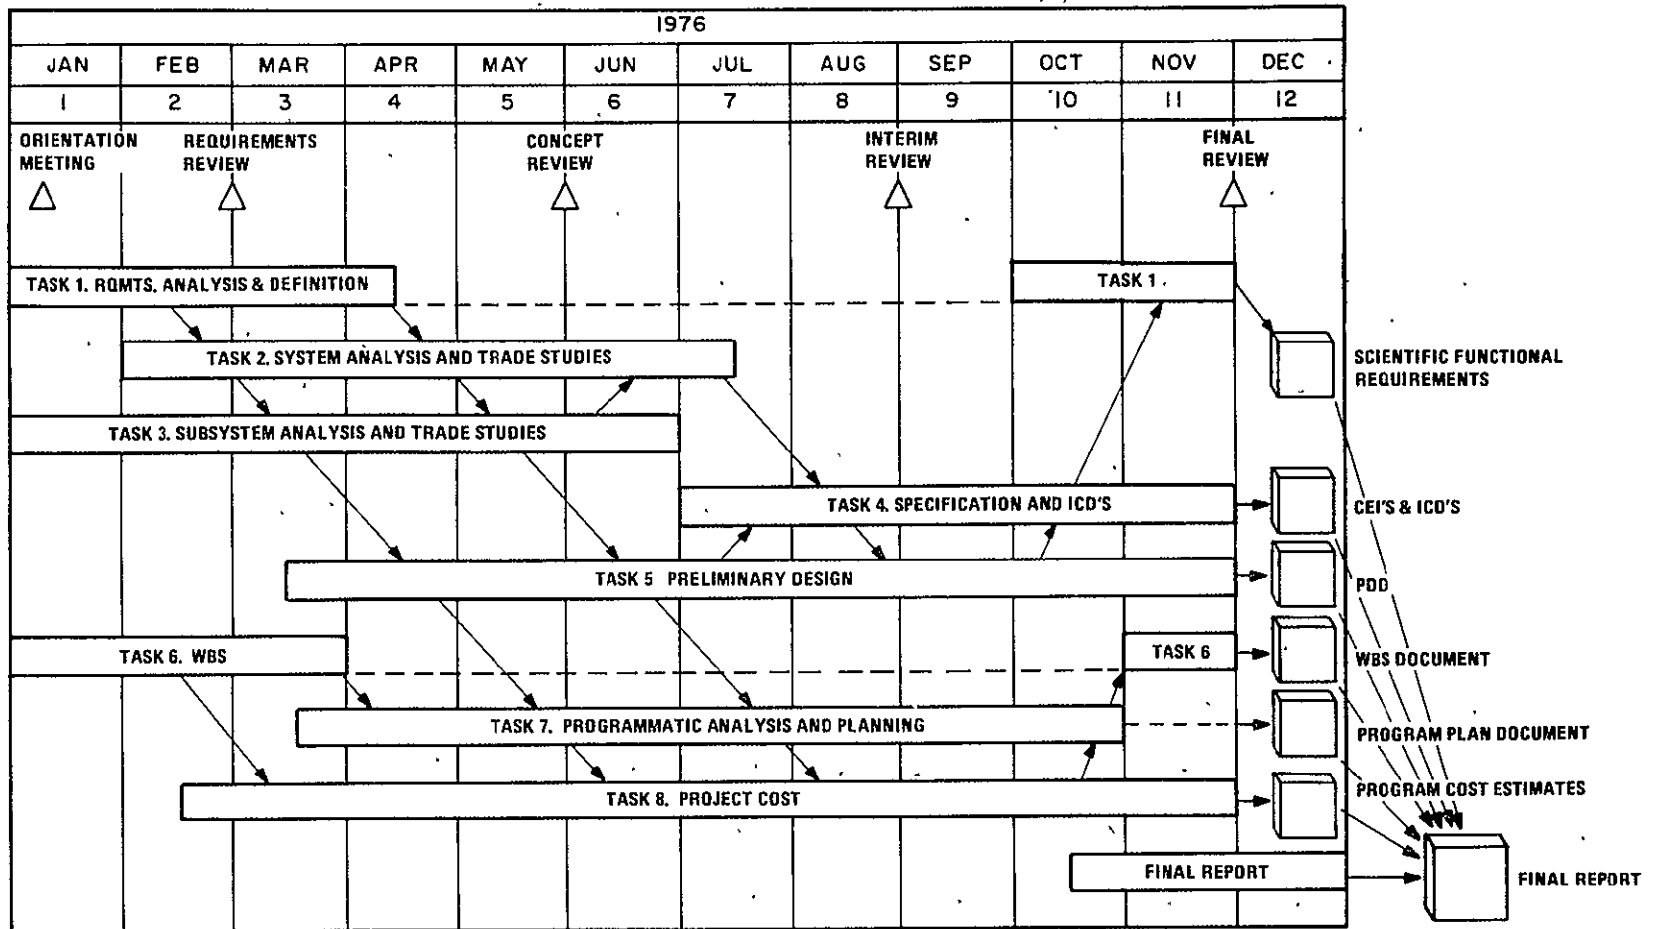 1976
JAN FEB MAR APR MAY JUN JUL AUG SEP OCT NOV DEC
1 2 3 4 5 6 7 8 9 10 11 12
ORIENTATION
MEETING
REQUIREMENTS
REVIEW
CONCEPT
REVIEW
INTERIM
REVIEW
FINAL
REVIEW
TASK 1. RQMTS, ANALYSIS & DEFINITION
TASK 1.
TASK 2. SYSTEM ANALYSIS AND TRADE STUDIES
SCIENTIFIC FUNCTIONAL
REQUIREMENTS
TASK 3. SUBSYSTEM ANALYSIS AND TRADE STUDIES
TASK 4. SPECIFICATION AND ICD'S
CEI'S & ICD'S
TASK 5 PRELIMINARY DESIGN
PDD
TASK 6. WBS
TASK 6
WBS DOCUMENT
TASK 7. PROGRAMMATIC ANALYSIS AND PLANNING
PROGRAM PLAN DOCUMENT
TASK 8. PROJECT COST
PROGRAM COST ESTIMATES
FINAL REPORT
FINAL REPORT